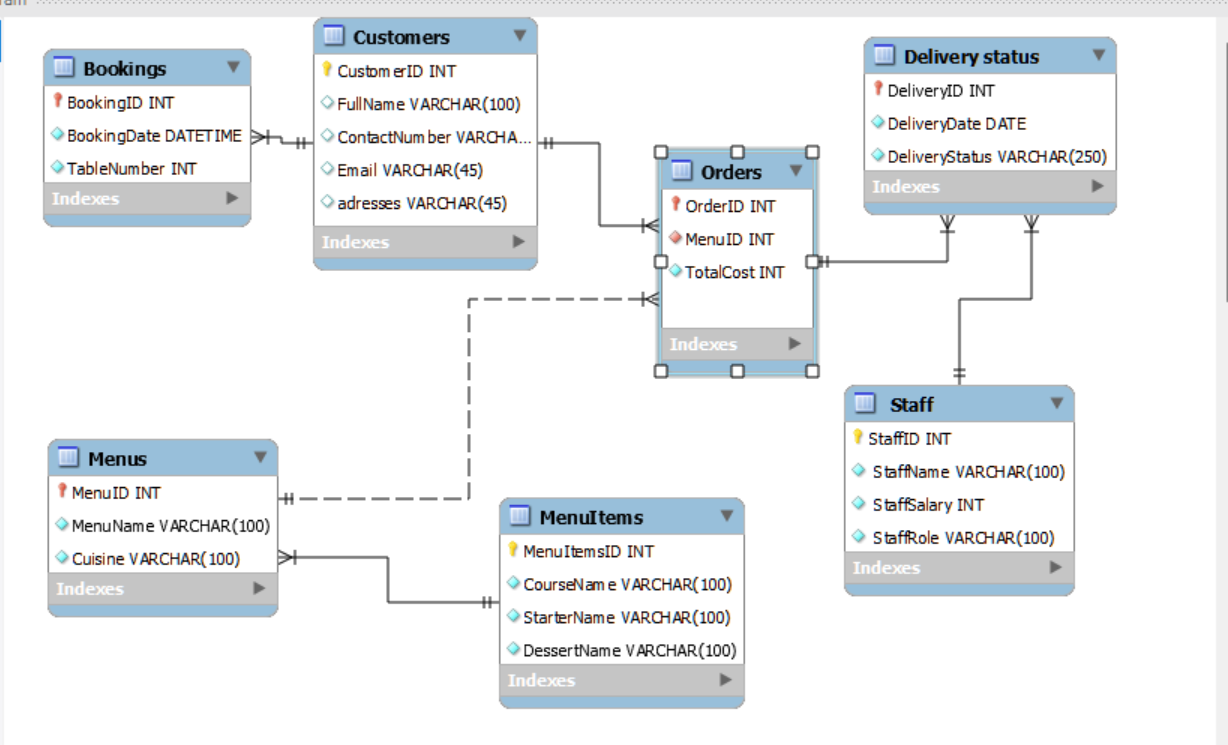 Bookings
BookingID INT
BookingDate DATETIME
TableNumber INT
Indexes
Customers
CustomerID INT
FullName VARCHAR(100)
ContactNumber VARCHA...
Email VARCHAR(45)
adresses VARCHAR(45)
Indexes
Orders
OrderID INT
MenuID INT
TotalCost INT
Indexes
Delivery status
DeliveryID INT
DeliveryDate DATE
DeliveryStatus VARCHAR(250)
Indexes
Menus
MenuID INT
MenuName VARCHAR(100)
Cuisine VARCHAR(100)
Indexes
MenuItems
MenuItemsID INT
CourseName VARCHAR(100)
StarterName VARCHAR(100)
DessertName VARCHAR(100)
Indexes
Staff
StaffID INT
StaffName VARCHAR(100)
StaffSalary INT
StaffRole VARCHAR(100)
Indexes